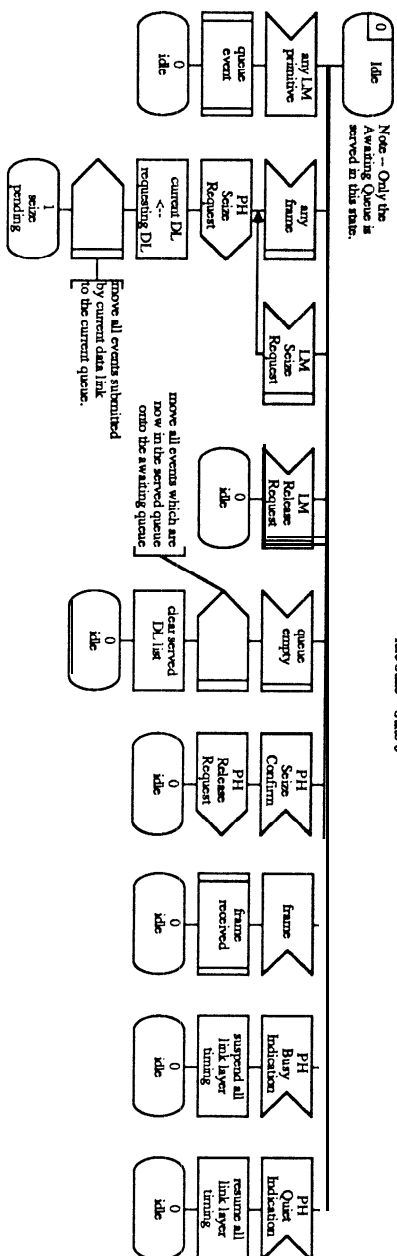 0
Idle
Note -- Only the
Awaiting Queue is
served in this state.
any LM
primitive
queue
event
0
idle
any
frame
PH
Seize
Request
current DL
<--
requesting DL
move all events submitted
by current data link
to the current queue.
1
seize
pending
LM
Seize
Request
LM
Release
Request
0
idle
queue
empty
move all events which are
now in the served queue
onto the awaiting queue
clear served
DL list
0
idle
PH
Seize
Confirm
PH
Release
Request
0
idle
frame
frame
received
0
idle
PH
Busy
Indication
suspend all
link layer
timing
0
idle
PH
Quiet
Indication
resume all
link layer
timing
0
idle